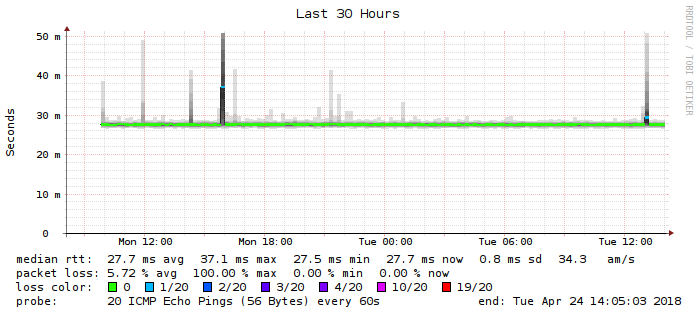 Last 30 Hours
RRDTOOL / TOBI OETIKER
Seconds
50 m
40 m
30 m
20 m
10 m
0
Mon 12:00 Mon 18:00 Tue 00:00 Tue 06:00 Tue 12:00
median rtt: 27.7 ms avg 37.1 ms max 27.5 ms min 27.7 ms now 0.8 ms sd 34.3 am/s
packet loss: 5.72 % avg 100.00 % max 0.00 % min 0.00 % now
loss color: 0 1/20 2/20 3/20 4/20 10/20 19/20
probe: 20 ICMP Echo Pings (56 Bytes) every 60s end: Tue Apr 24 14:05:03 2018